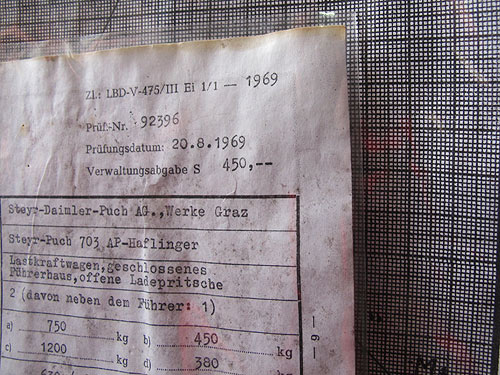 Zl.: LBD-V-475/III Ei 1/1 — 1969
Prüf.-Nr. 92396
Prüfungsdatum: 20.8.1969
Verwaltungsabgabe S 450,--
Steyr-Daimler-Puch AG.,Werke Graz
Steyr-Puch 703 AP-Haflinger
Lastkraftwagen,geschlossenes
Führerhaus,offene Ladepritsche
2 (davon neben dem Führer: 1)
a) 750 kg b) 450 kg
c) 1200 kg d) 380 kg
— 9 —